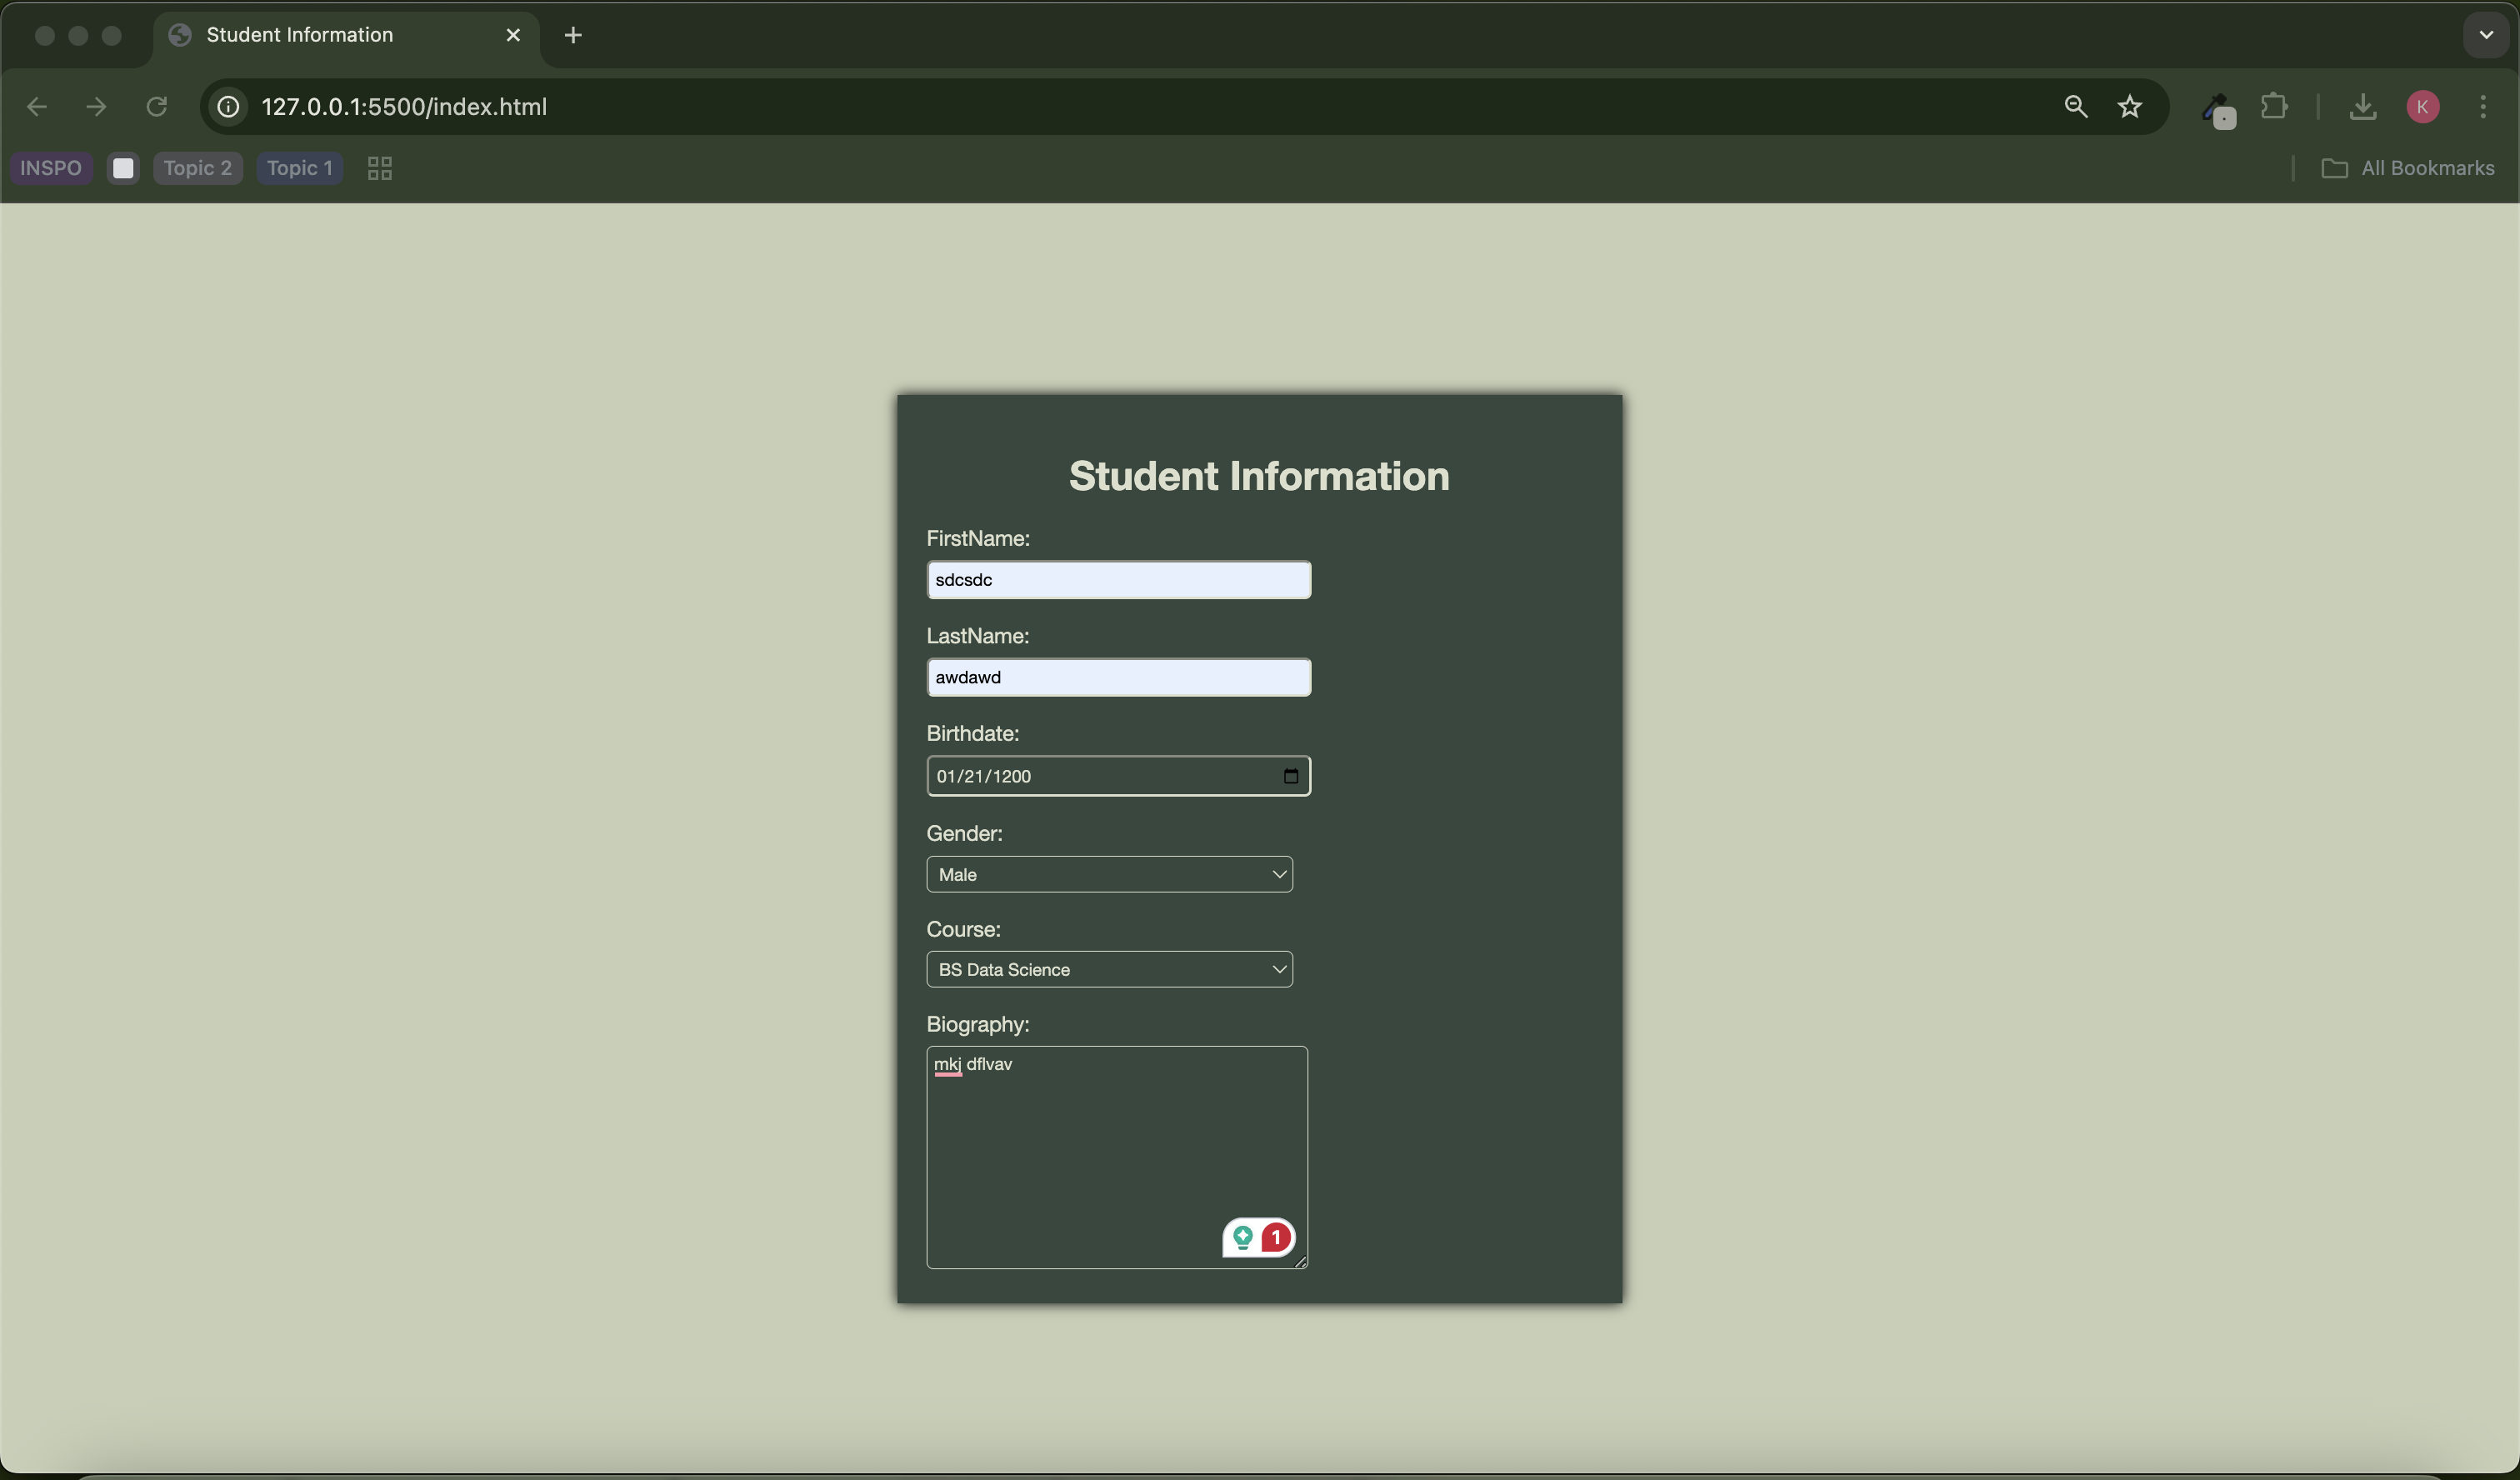 Student Information
127.0.0.1:5500/index.html
K
INSPO
Topic 2
Topic 1
All Bookmarks
Student Information
FirstName:
sdcsdc
LastName:
awdawd
Birthdate:
01/21/1200
Gender:
Male
Course:
BS Data Science
Biography:
mkj dflvav
1